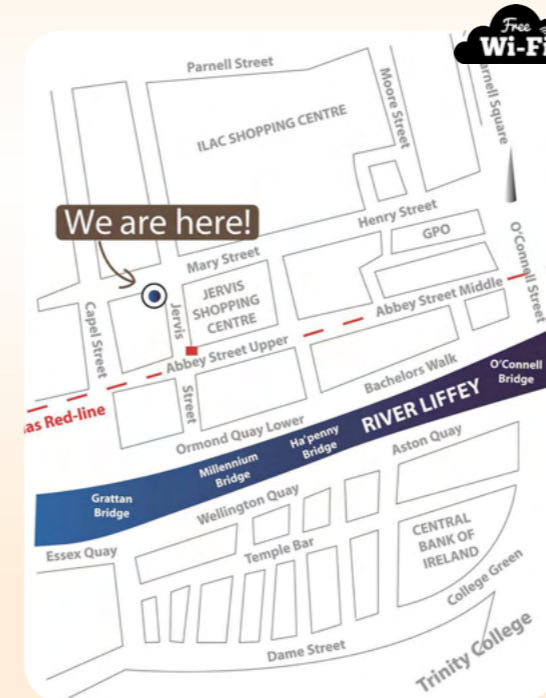 Free
Wi-Fi
Parnell Street
Moore Street
arnell Square
ILAC SHOPPING CENTRE
We are here!
Henry Street
GPO
O'Connell Street
Mary Street
JERVIS
SHOPPING
CENTRE
Capel Street
Jervis
Street
Abbey Street Middle
Abbey Street Upper
as Red-line
Bachelors Walk
O'Connell
Bridge
Ormond Quay Lower
RIVER LIFFEY
Ha'penny
Bridge
Millennium
Bridge
Grattan
Bridge
Aston Quay
Wellington Quay
Essex Quay
Temple Bar
CENTRAL
BANK OF
IRELAND
College Green
Dame Street
Trinity College